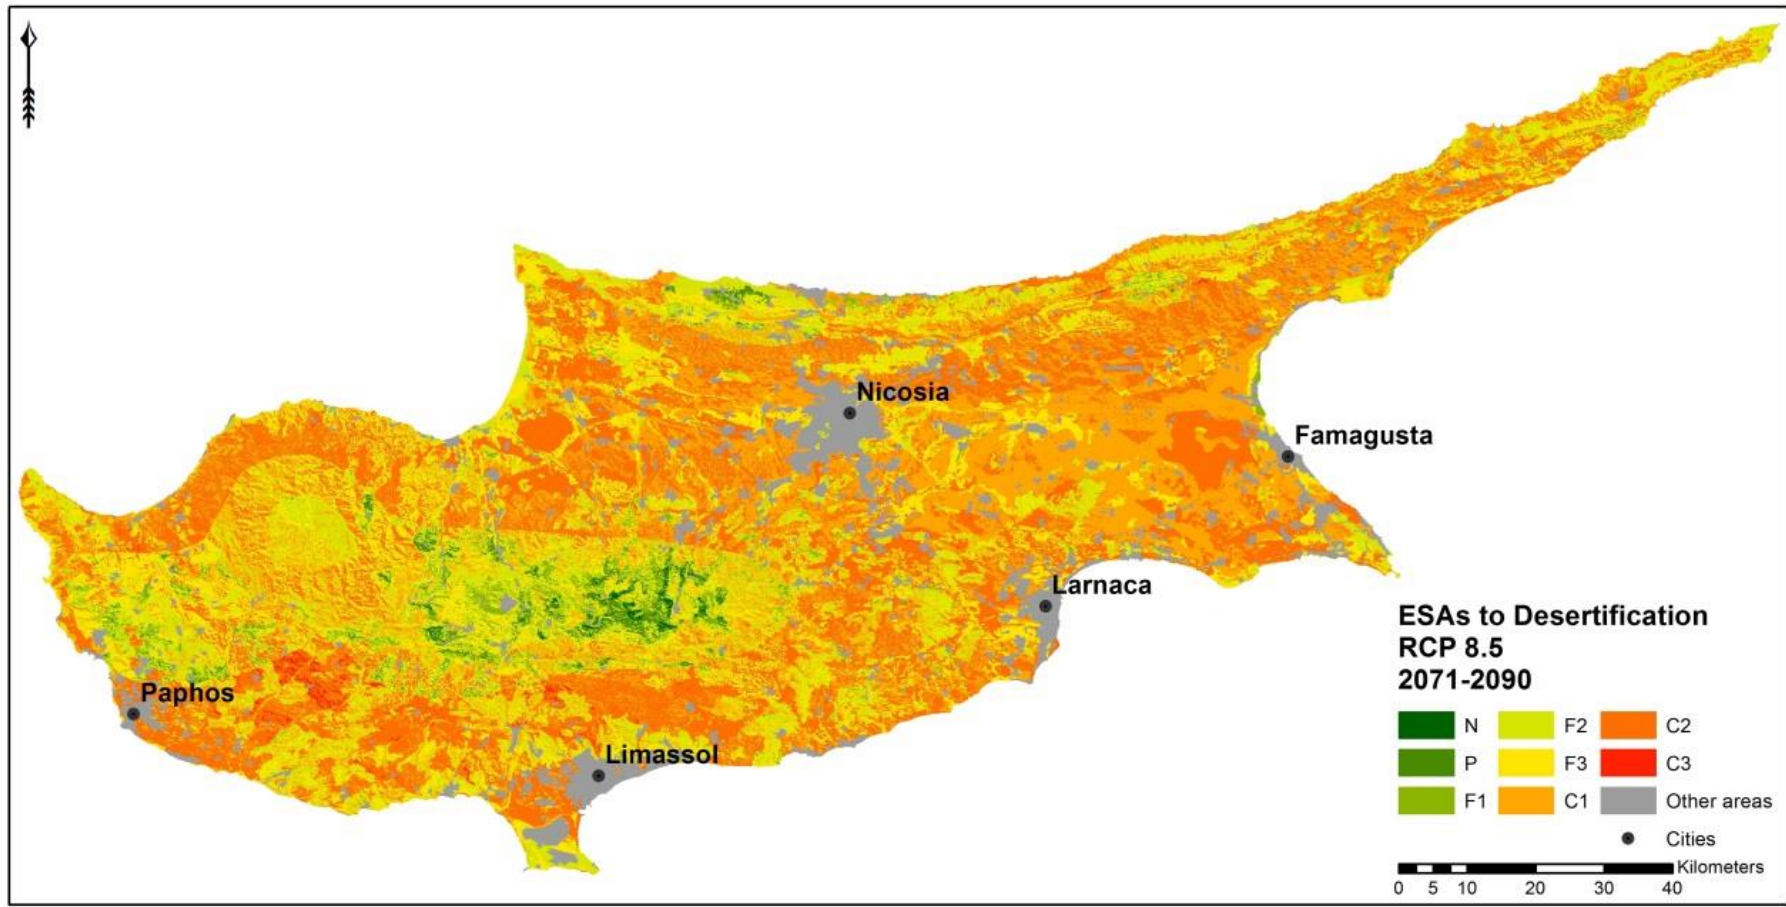 Nicosia
Famagusta
Larnaca
Paphos
Limassol
ESAs to Desertification
RCP 8.5
2071-2090
N F2 C2
P F3 C3
F1 C1 Other areas
Cities
Kilometers
0 5 10 20 30 40